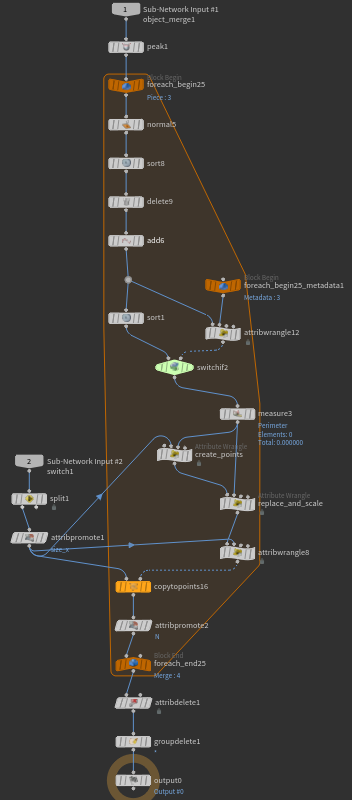 1
Sub-Network Input #1
object_merge1
peak1
Block Begin
foreach_begin25
Piece : 3
normal5
sort8
delete9
add6
Block Begin
foreach_begin25_metadata1
Metadata : 3
sort1
attribwrangle12
switchif2
measure3
Perimeter
Elements: 0
Total: 0.000000
Attribute Wrangle
create_points
2
Sub-Network Input #2
switch1
split1
Attribute Wrangle
replace_and_scale
attribpromote1
size_x
attribwrangle8
copytopoints16
attribpromote2
N
Block End
foreach_end25
Merge : 4
attribdelete1
groupdelete1
*
output0
Output #0